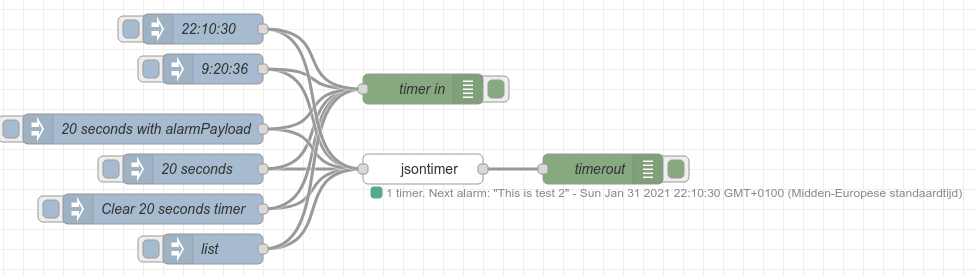 22:10:30
9:20:36
timer in
20 seconds with alarmPayload
20 seconds
jsontimer
timerout
1 timer. Next alarm: "This is test 2" - Sun Jan 31 2021 22:10:30 GMT+0100 (Midden-Europese standaardtijd)
Clear 20 seconds timer
list